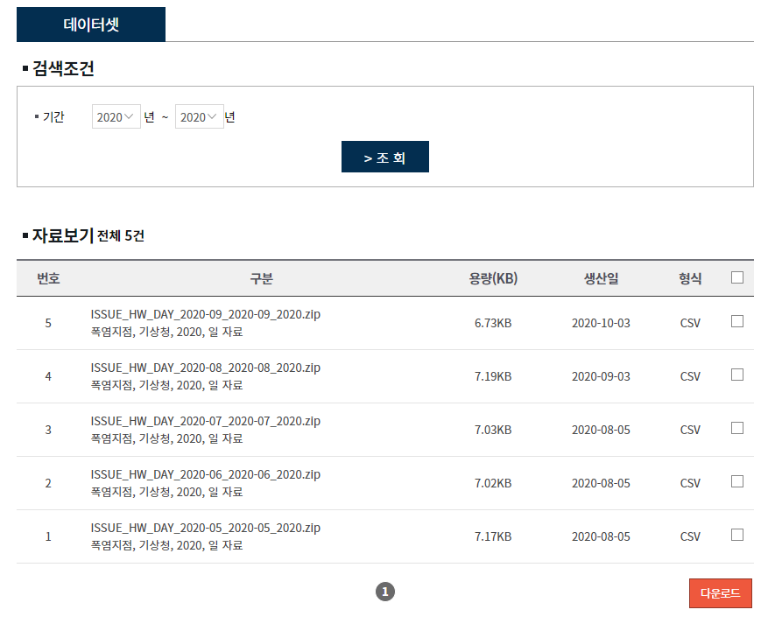 데이터셋
검색조건
기간 2020 년 ~ 2020 년
> 조 회
자료보기 전체 5건
번호 구분 용량(KB) 생산일 형식
5 ISSUE_HW_DAY_2020-09_2020-09_2020.zip 6.73KB 2020-10-03 CSV
폭염지점, 기상청, 2020, 일 자료
4 ISSUE_HW_DAY_2020-08_2020-08_2020.zip 7.19KB 2020-09-03 CSV
폭염지점, 기상청, 2020, 일 자료
3 ISSUE_HW_DAY_2020-07_2020-07_2020.zip 7.03KB 2020-08-05 CSV
폭염지점, 기상청, 2020, 일 자료
2 ISSUE_HW_DAY_2020-06_2020-06_2020.zip 7.02KB 2020-08-05 CSV
폭염지점, 기상청, 2020, 일 자료
1 ISSUE_HW_DAY_2020-05_2020-05_2020.zip 7.17KB 2020-08-05 CSV
폭염지점, 기상청, 2020, 일 자료
1
다운로드